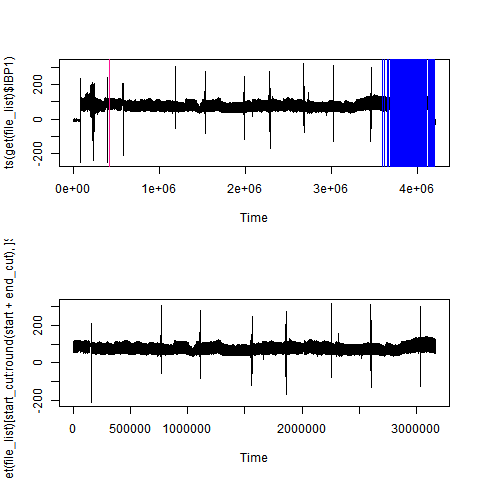 ts(get(file_list)$IBP1)
200
0
-200
0e+00 1e+06 2e+06 3e+06 4e+06
Time
et(file_list)[start_cut:round(start + end_cut), ]$
200
0
-200
0 500000 1000000 2000000 3000000
Time